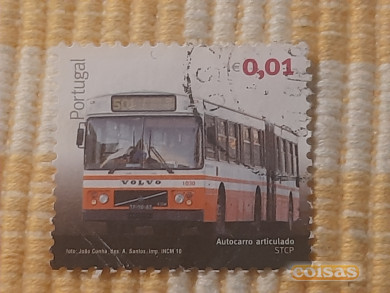 Portugal
€0,01
50
VOLVO
Autocarro articulado
STCP
foto: João Cunha Des. A. Santos. Imp. INCM 10
coisas